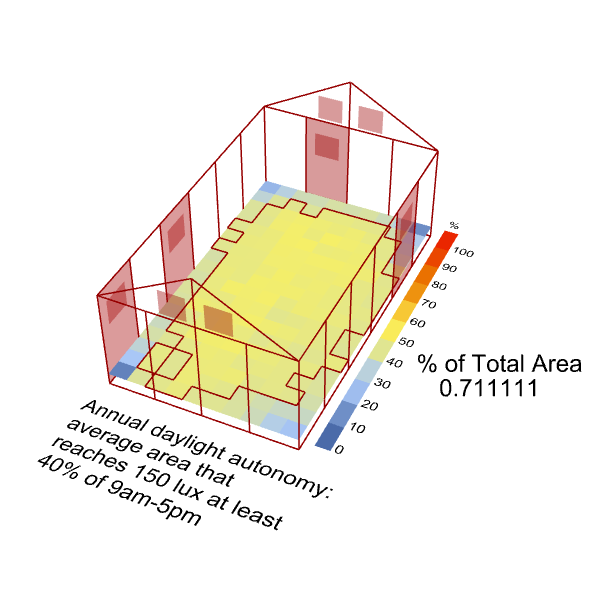 %
100
90
80
70
60
50
40
30
20
10
0
% of Total Area
0.711111
Annual daylight autonomy:
average area that
reaches 150 lux at least
40% of 9am-5pm